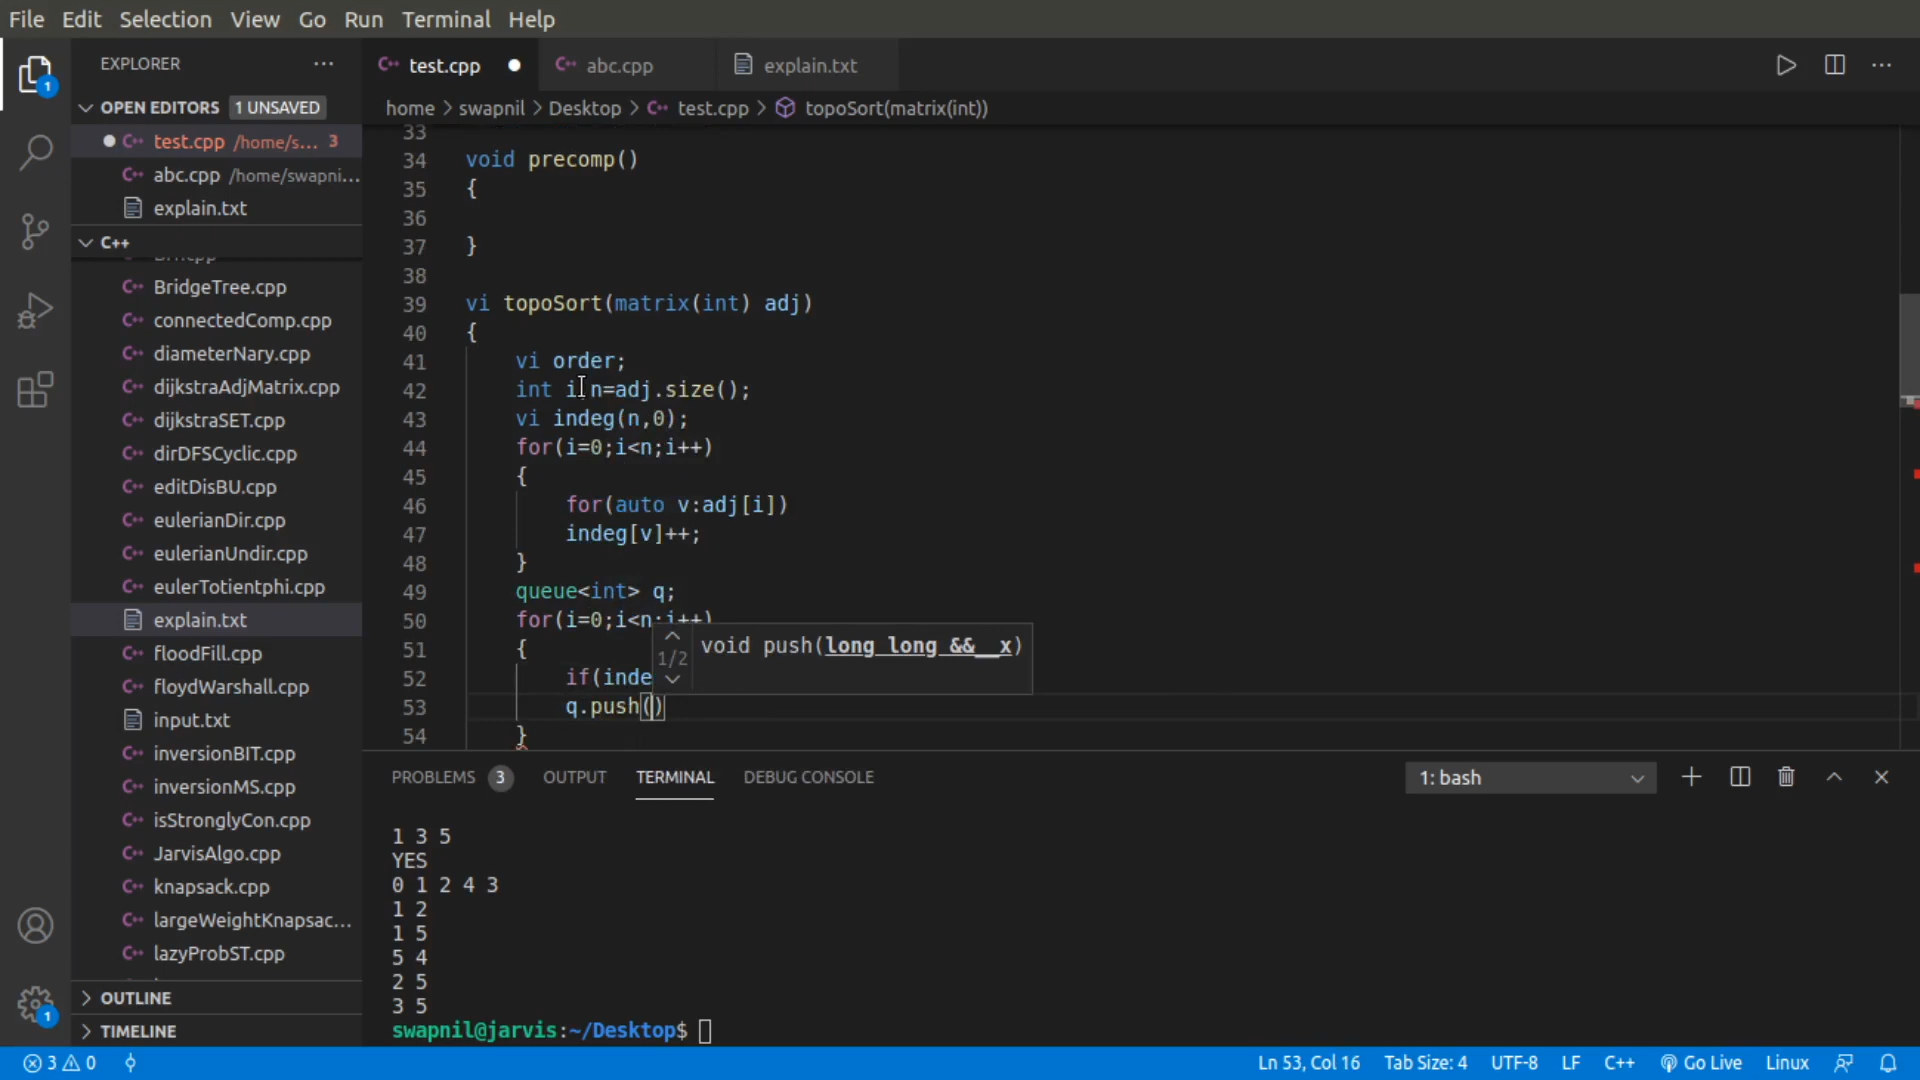 File Edit Selection View Go Run Terminal Help
EXPLORER
test.cpp
abc.cpp
explain.txt
OPEN EDITORS 1 UNSAVED
home > swapnil > Desktop > test.cpp > topoSort(matrix(int))
test.cpp /home/s... 3
abc.cpp /home/swapni...
explain.txt
C++
BridgeTree.cpp
connectedComp.cpp
diameterNary.cpp
dijkstraAdjMatrix.cpp
dijkstraSET.cpp
dirDFSCyclic.cpp
editDisBU.cpp
eulerianDir.cpp
eulerianUndir.cpp
eulerTotientphi.cpp
explain.txt
floodFill.cpp
floydWarshall.cpp
input.txt
inversionBIT.cpp
inversionMS.cpp
isStronglyCon.cpp
JarvisAlgo.cpp
knapsack.cpp
largeWeightKnapsac...
lazyProbST.cpp
OUTLINE
TIMELINE
33
34 void precomp()
35 {
36
37 }
38
39 vi topoSort(matrix(int) adj)
40 {
41 vi order;
42 int i,n=adj.size();
43 vi indeg(n,0);
44 for(i=0;i<n;i++)
45 {
46 for(auto v:adj[i])
47 indeg[v]++;
48 }
49 queue<int> q;
50 for(i=0;i<n;i++)
51 {
1/2 void push(long long &&__x)
52 if(inde
53 q.push()
54 }
PROBLEMS 3 OUTPUT TERMINAL DEBUG CONSOLE
1: bash
1 3 5
YES
0 1 2 4 3
1 2
1 5
5 4
2 5
3 5
swapnil@jarvis:~/Desktop$
3 0 Ln 53, Col 16 Tab Size: 4 UTF-8 LF C++ Go Live Linux